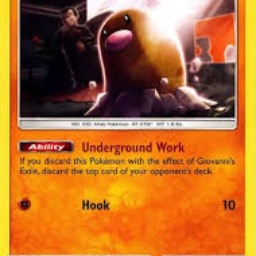 Ability Underground Work
If you discard this Pokémon with the effect of Giovanni's
Exile, discard the top card of your opponent's deck.
Hook 10